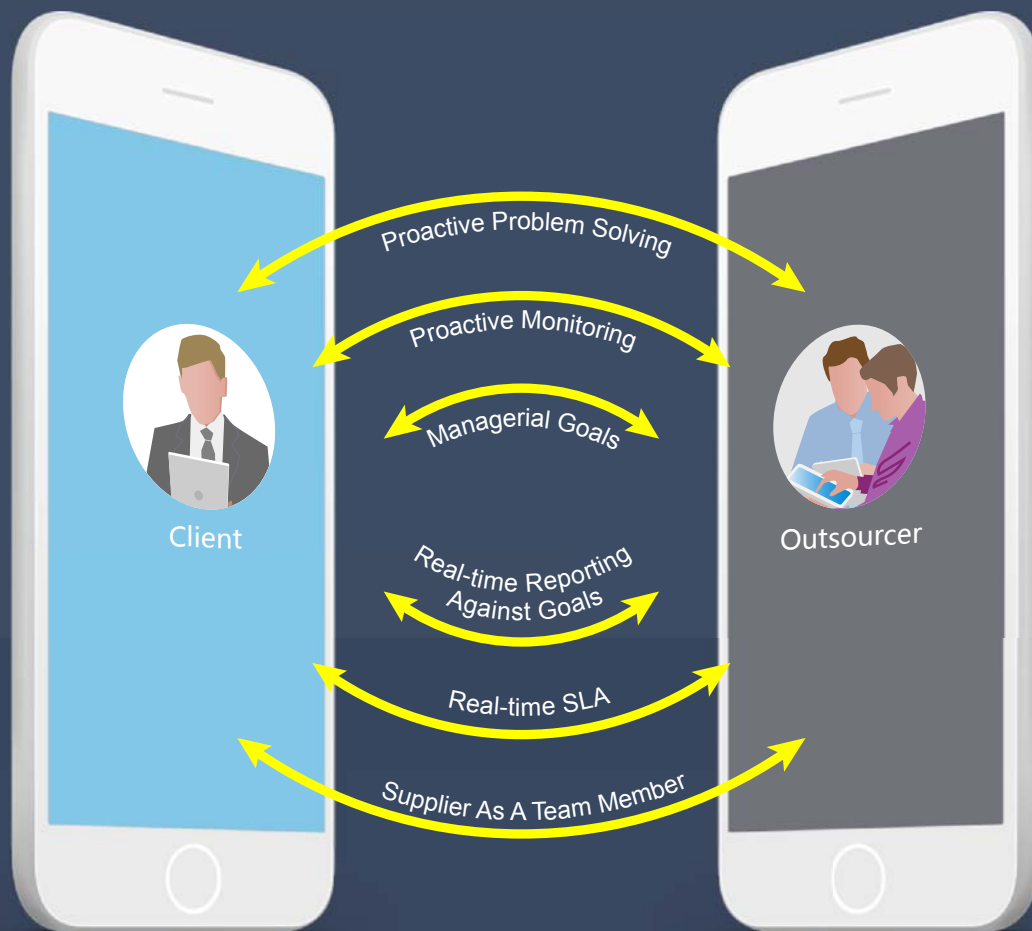 Proactive Problem Solving
Proactive Monitoring
Managerial Goals
Client
Outsourcer
Real-time Reporting
Against Goals
Real-time SLA
Supplier As A Team Member